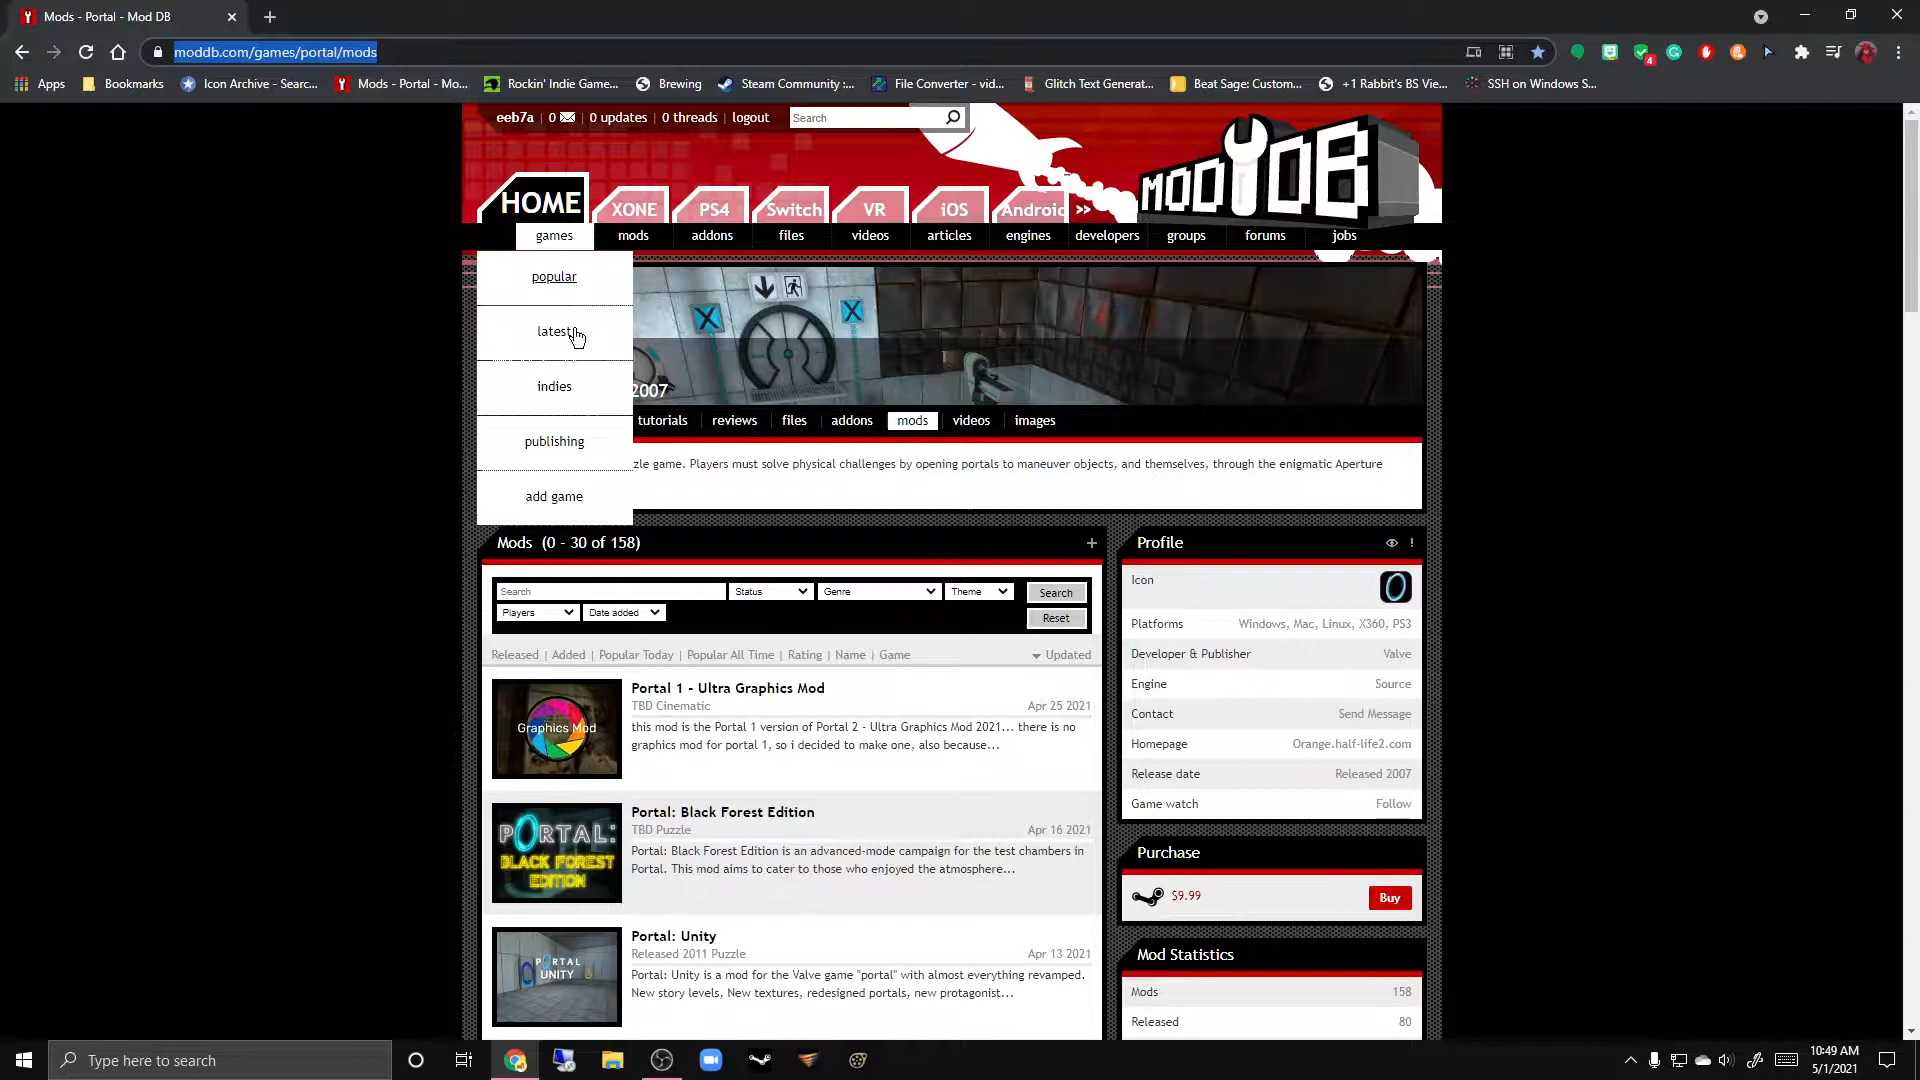 Mods - Portal - Mod DB
moddb.com/games/portal/mods
4
Apps Bookmarks Icon Archive - Searc... Mods - Portal - Mo... Rockin' Indie Game... Brewing Steam Community :... File Converter - vid... Glitch Text Generat... Beat Sage: Custom... +1 Rabbit's BS Vie... SSH on Windows S...
eeb7a | 0 | 0 updates | 0 threads | logout Search
MOD DB
HOME XONE PS4 Switch VR iOS Android >>
games mods addons files videos articles engines developers groups forums jobs
popular
latest
indies
publishing
add game
2007
tutorials reviews files addons mods videos images
zle game. Players must solve physical challenges by opening portals to maneuver objects, and themselves, through the enigmatic Aperture
Mods (0 - 30 of 158) +
Search Status Genre Theme Search
Players Date added Reset
Released | Added | Popular Today | Popular All Time | Rating | Name | Game Updated
Graphics Mod
Portal 1 - Ultra Graphics Mod
TBD Cinematic Apr 25 2021
this mod is the Portal 1 version of Portal 2 - Ultra Graphics Mod 2021... there is no
graphics mod for portal 1, so i decided to make one, also because...
PORTAL:
BLACK FOREST
EDITION
Portal: Black Forest Edition
TBD Puzzle Apr 16 2021
Portal: Black Forest Edition is an advanced-mode campaign for the test chambers in
Portal. This mod aims to cater to those who enjoyed the atmosphere...
PORTAL
UNITY
Portal: Unity
Released 2011 Puzzle Apr 13 2021
Portal: Unity is a mod for the Valve game "portal" with almost everything revamped.
New story levels, New textures, redesigned portals, new protagonist...
Profile !
Icon
Platforms Windows, Mac, Linux, X360, PS3
Developer & Publisher Valve
Engine Source
Contact Send Message
Homepage Orange.half-life2.com
Release date Released 2007
Game watch Follow
Purchase
$9.99 Buy
Mod Statistics
Mods 158
Released 80
Type here to search
10:49 AM
5/1/2021